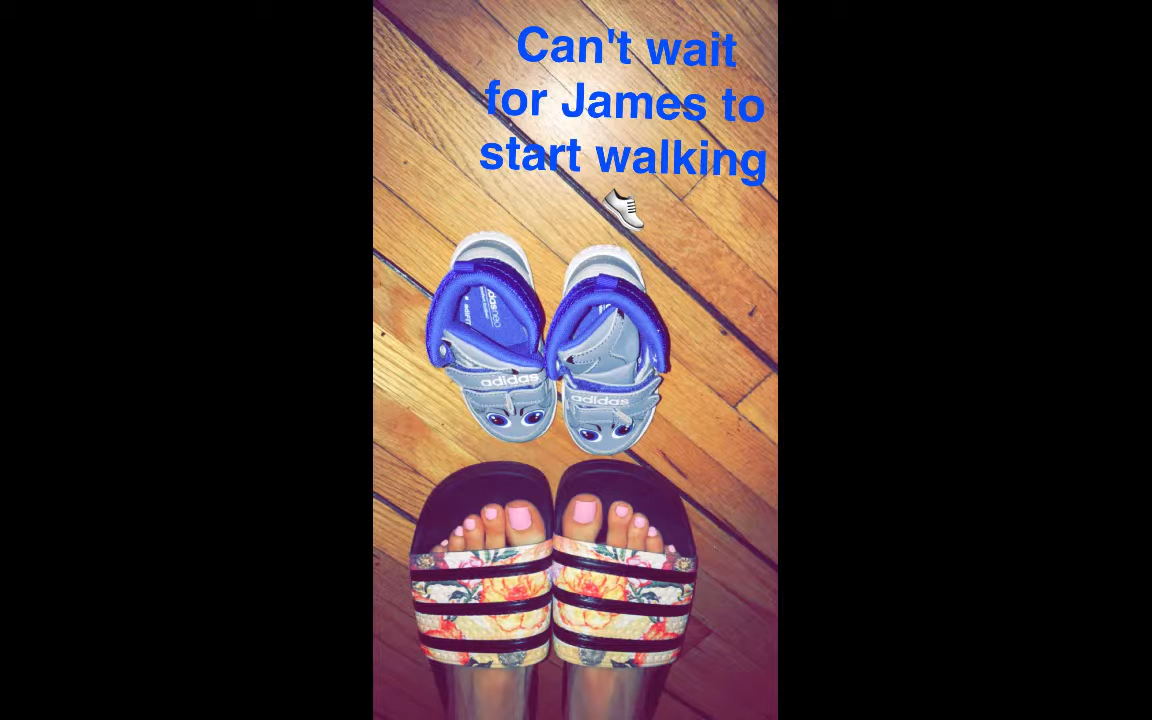 Can't wait
for James to
start walking
adidas
adidas